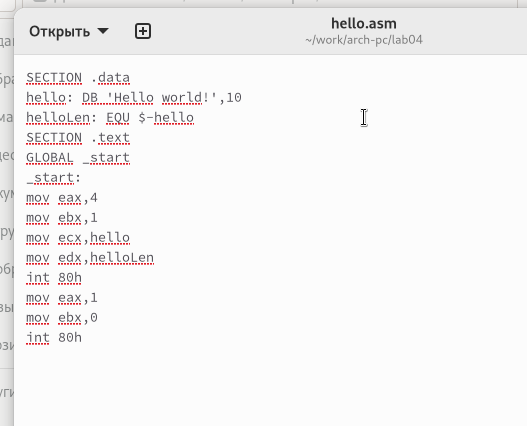 Открыть
hello.asm
~/work/arch-pc/lab04
SECTION .data
hello: DB 'Hello world!',10
helloLen: EQU $-hello
SECTION .text
GLOBAL _start
_start:
mov eax,4
mov ebx,1
mov ecx,hello
mov edx,helloLen
int 80h
mov eax,1
mov ebx,0
int 80h